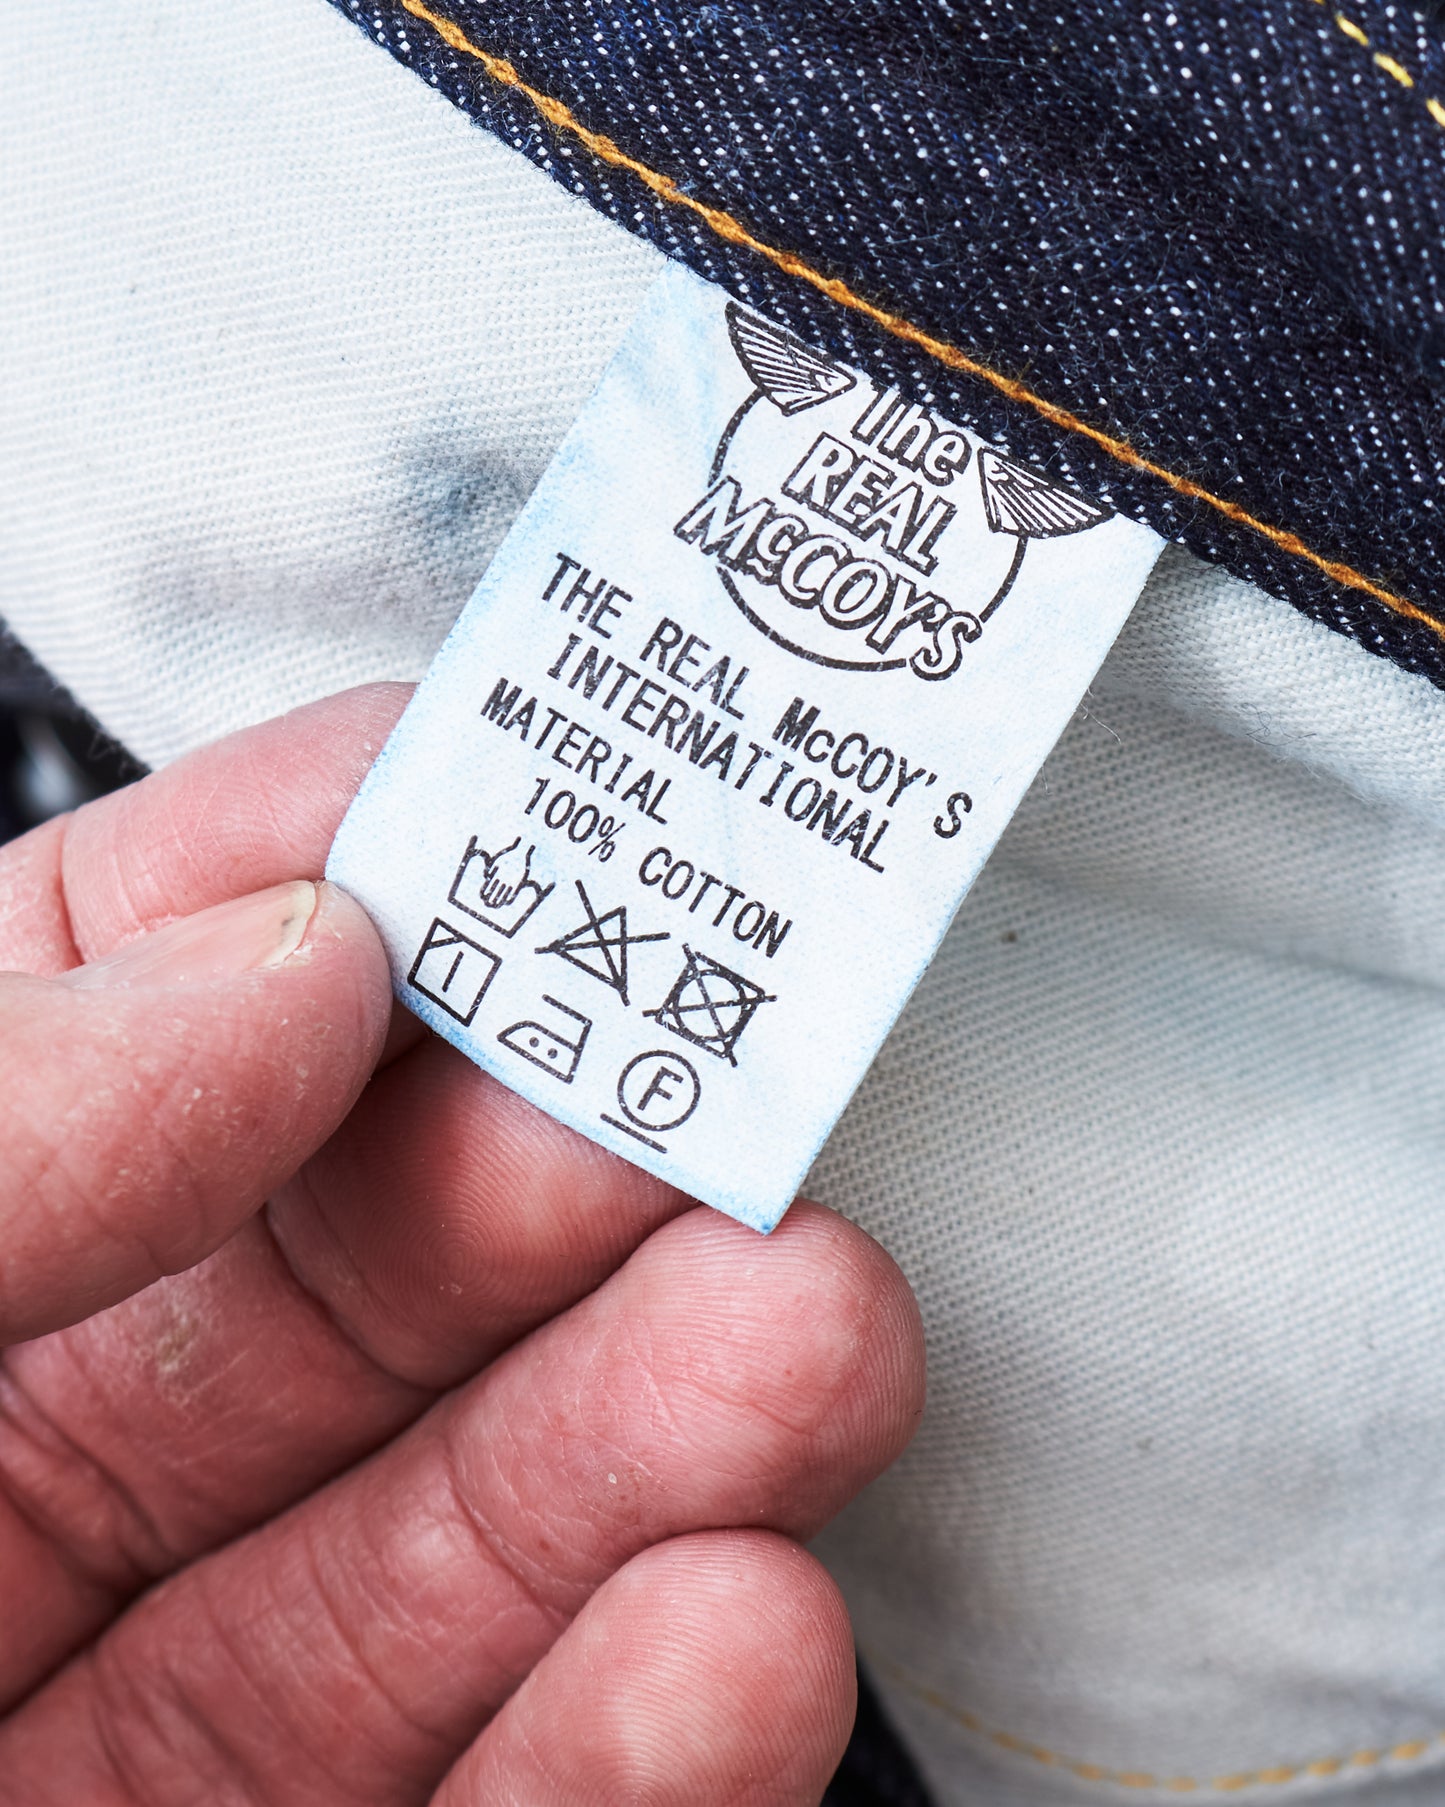 The
REAL
McCOY'S
THE REAL McCOY'S
INTERNATIONAL
MATERIAL
100% COTTON
F